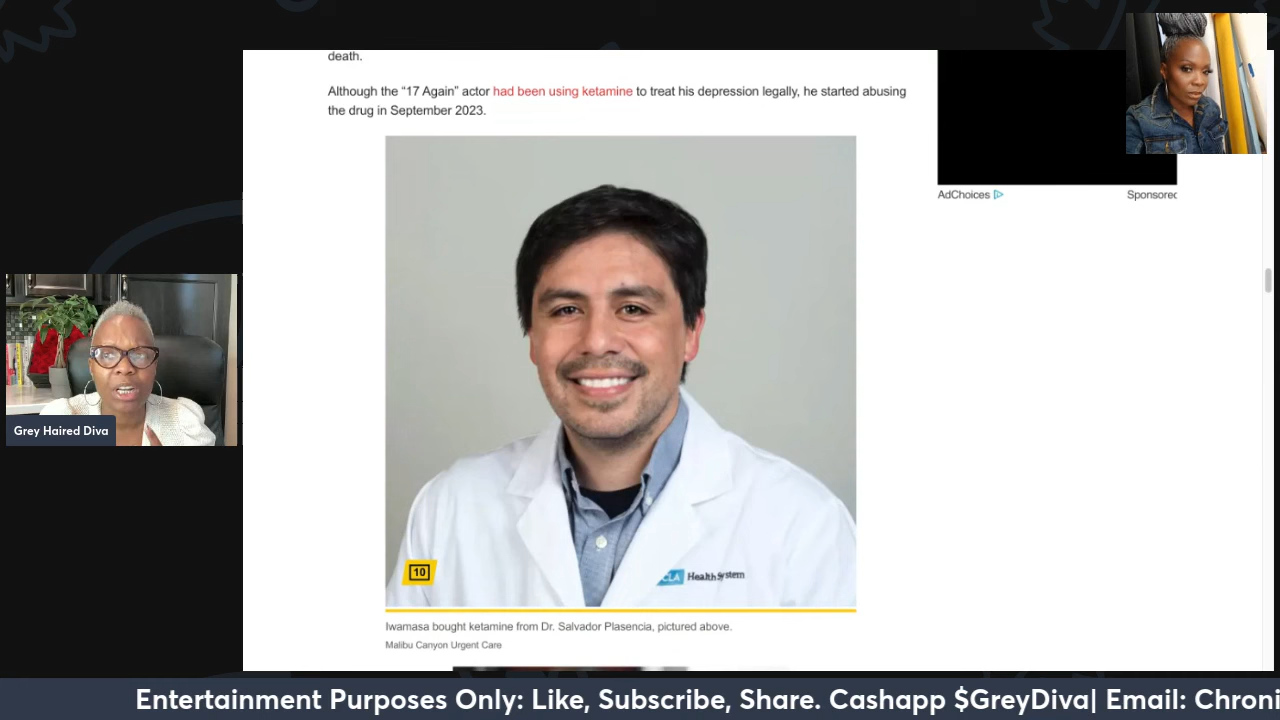 death.
Although the “17 Again” actor had been using ketamine to treat his depression legally, he started abusing
the drug in September 2023.
AdChoices
Sponsored
Grey Haired Diva
10
CLA Health System
Iwamasa bought ketamine from Dr. Salvador Plasencia, pictured above.
Malibu Canyon Urgent Care
Entertainment Purposes Only: Like, Subscribe, Share. Cashapp $GreyDiva| Email: Chroni